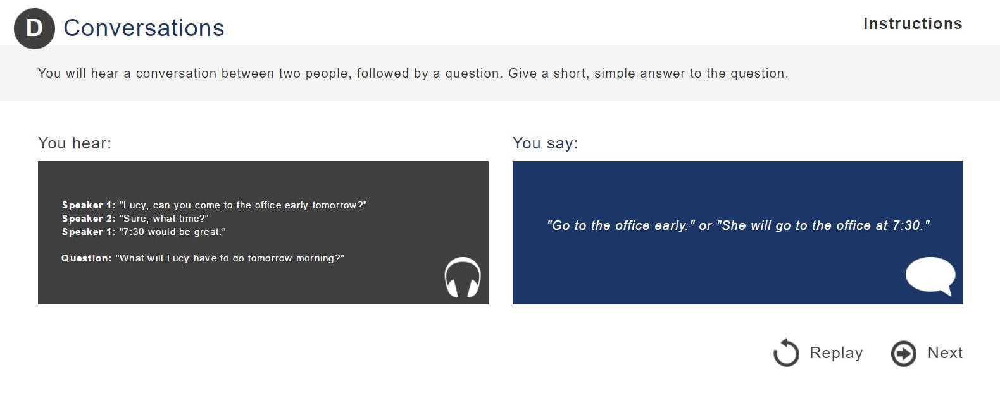 D Conversations
Instructions
You will hear a conversation between two people, followed by a question. Give a short, simple answer to the question.
You hear:
Speaker 1: "Lucy, can you come to the office early tomorrow?"
Speaker 2: "Sure, what time?"
Speaker 1: "7:30 would be great."
Question: "What will Lucy have to do tomorrow morning?"
You say:
"Go to the office early." or "She will go to the office at 7:30."
Replay
Next